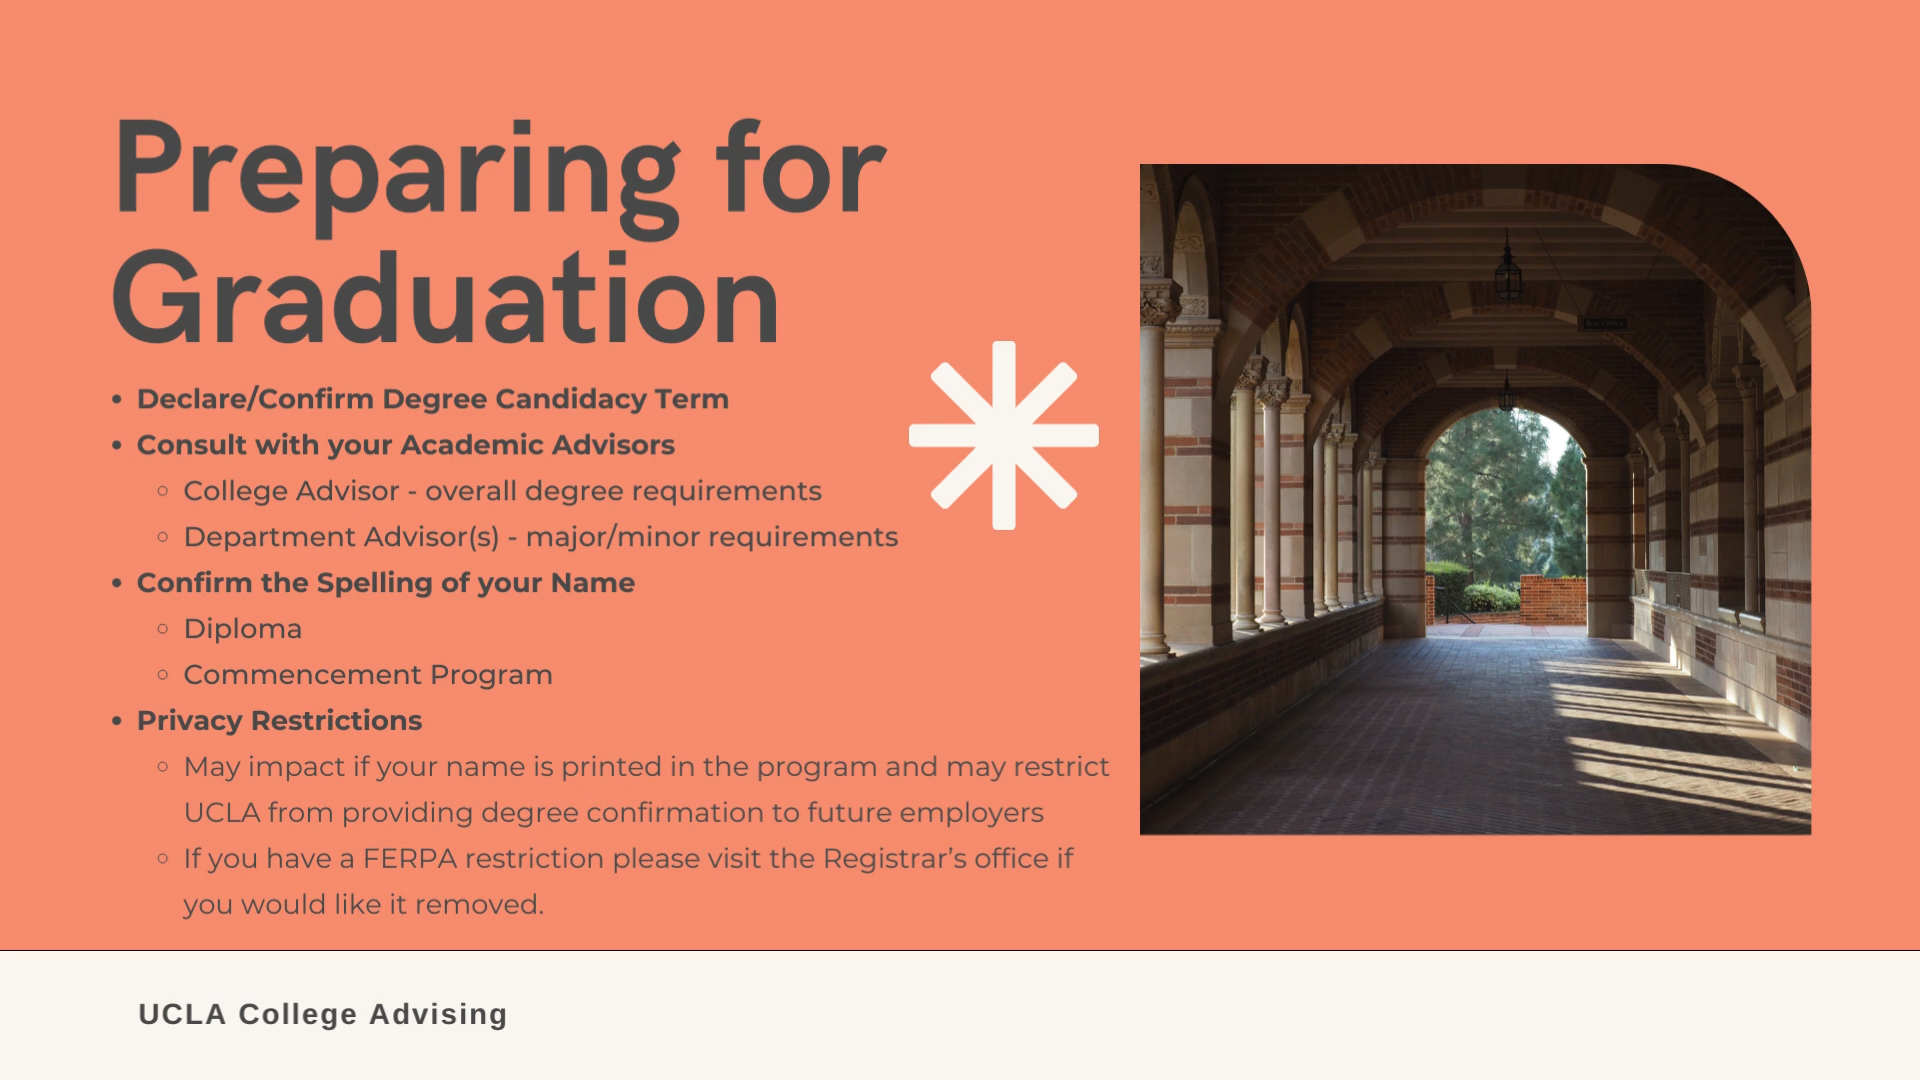 Preparing for
Graduation
• Declare/Confirm Degree Candidacy Term
• Consult with your Academic Advisors
◦ College Advisor - overall degree requirements
◦ Department Advisor(s) - major/minor requirements
• Confirm the Spelling of your Name
◦ Diploma
◦ Commencement Program
• Privacy Restrictions
◦ May impact if your name is printed in the program and may restrict
UCLA from providing degree confirmation to future employers
◦ If you have a FERPA restriction please visit the Registrar’s office if
you would like it removed.
Box Office
UCLA College Advising